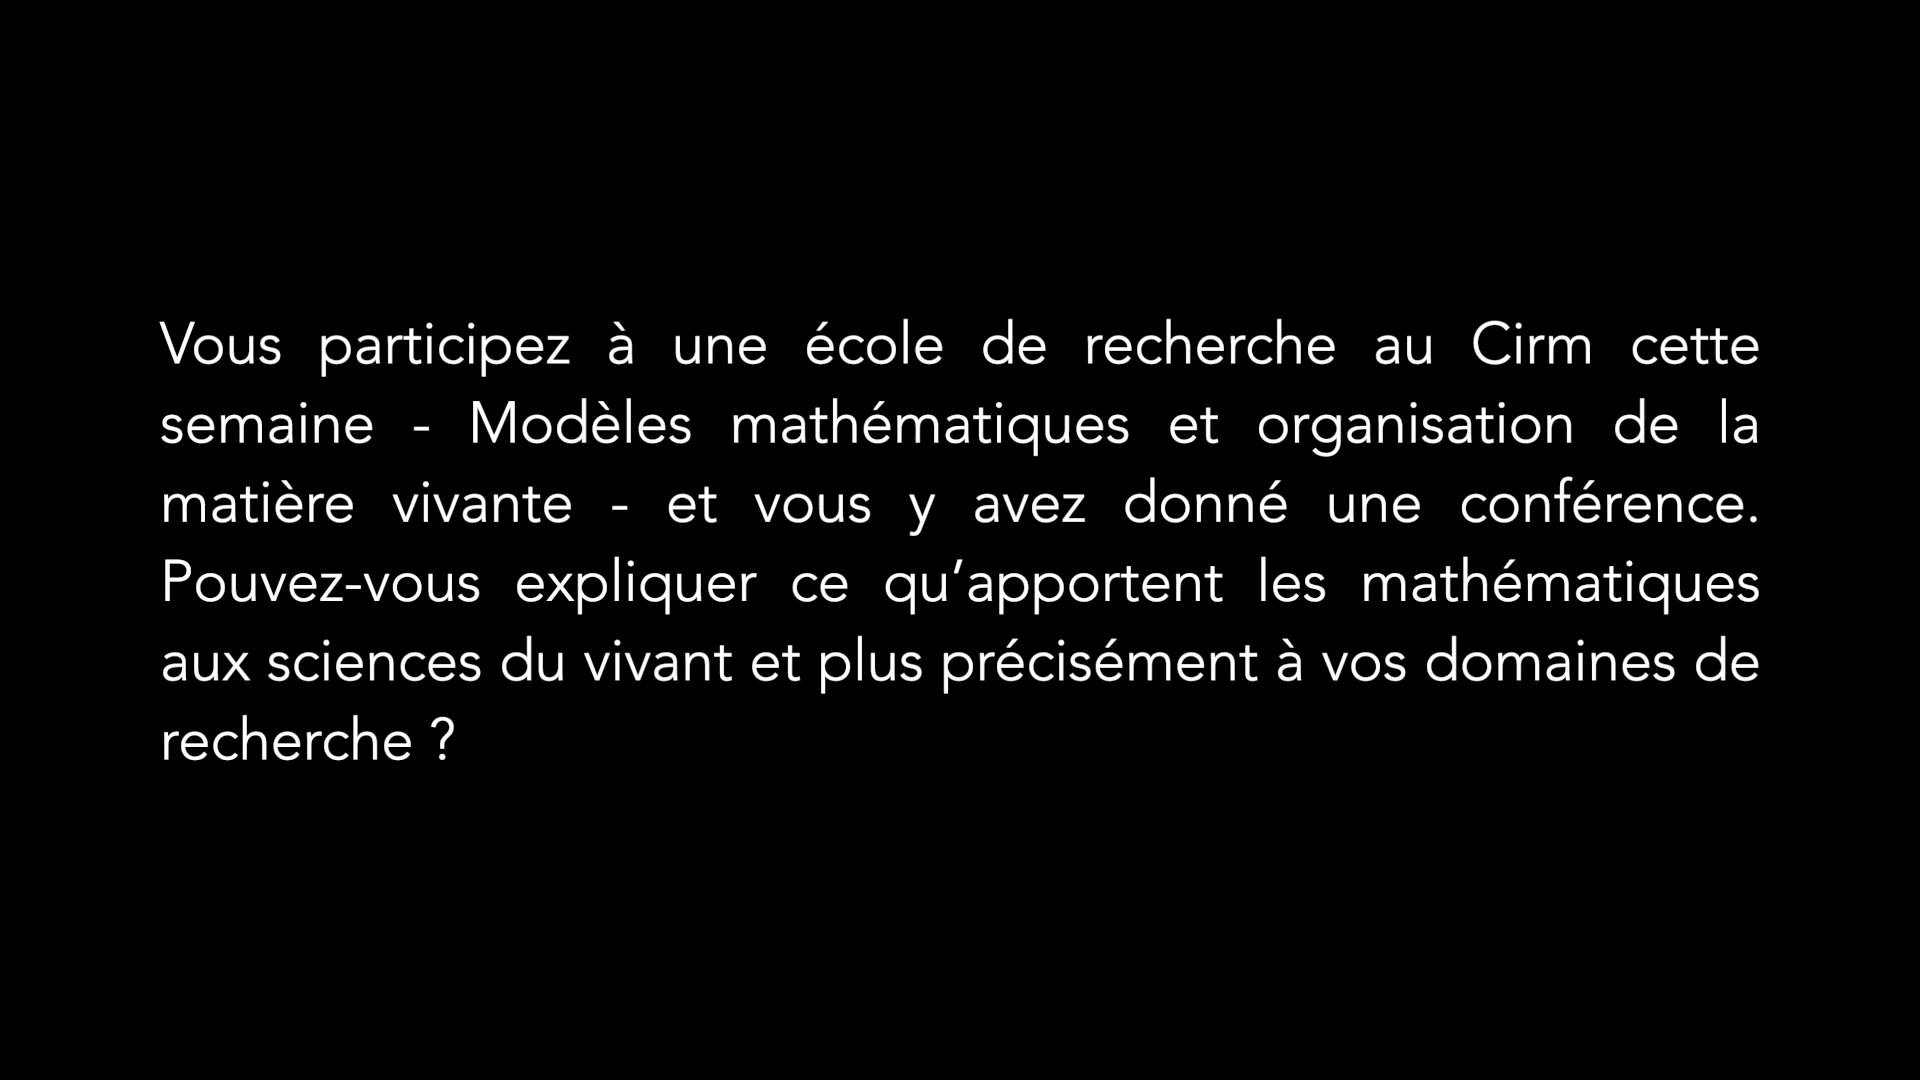 Vous participez à une école de recherche au Cirm cette
semaine - Modèles mathématiques et organisation de la
matière vivante - et vous y avez donné une conférence.
Pouvez-vous expliquer ce qu’apportent les mathématiques
aux sciences du vivant et plus précisément à vos domaines de
recherche ?